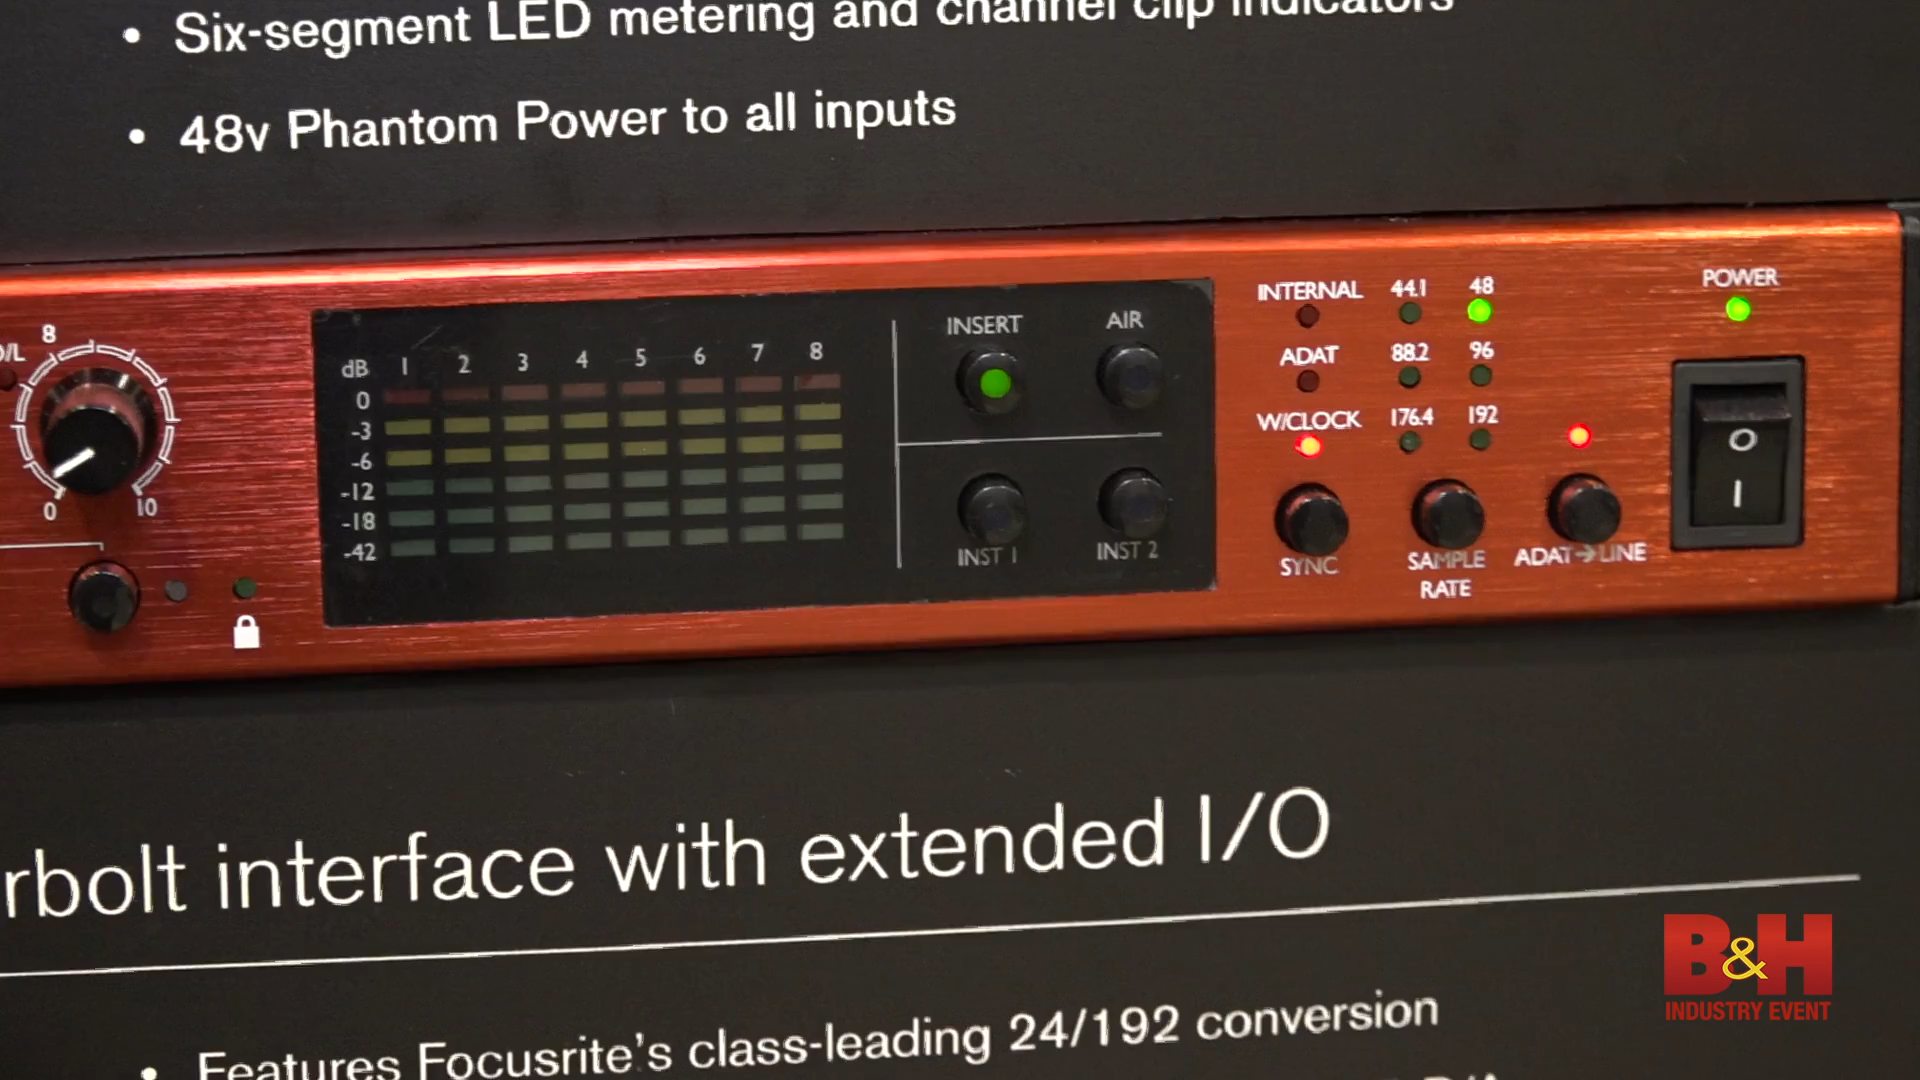 • Six-segment LED metering and channel clip indicators
• 48v Phantom Power to all inputs
INTERNAL 44.1 48
POWER
8
INSERT AIR
dB 1 2 3 4 5 6 7 8
0
-3
-6
-12
-18
-42
ADAT 88.2 96
W/CLOCK 176.4 192
O
I
0 10
INST 1 INST 2
SYNC SAMPLE RATE ADAT→LINE
rbolt interface with extended I/O
B&H
INDUSTRY EVENT
• Features Focusrite's class-leading 24/192 conversion